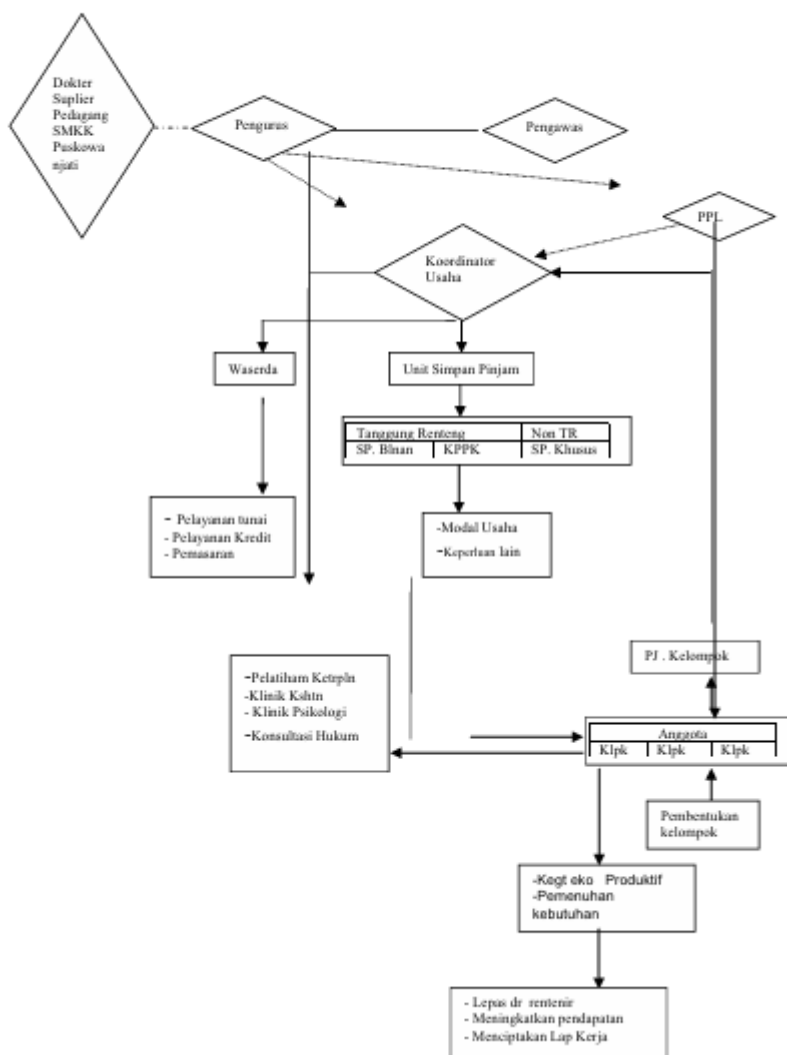 Dokter
Suplier
Pedagang
SMKK
Puskowa
njati
Pengurus
Pengawas
PPL
Koordinator
Usaha
Waserda
Unit Simpan Pinjam
Tanggung Renteng Non TR
SP. Blnan KPPK SP. Khusus
- Pelayanan tunai
- Pelayanan Kredit
- Pemasaran
-Modal Usaha
-Keperluan lain
PJ . Kelompok
-Pelatiham Ketrpln
-Klinik Kshtn
- Klinik Psikologi
-Konsultasi Hukum
Anggota
Klpk Klpk Klpk
Pembentukan
kelompok
-Kegt eko Produktif
-Pemenuhan
kebutuhan
- Lepas dr rentenir
- Meningkatkan pendapatan
- Menciptakan Lap Kerja